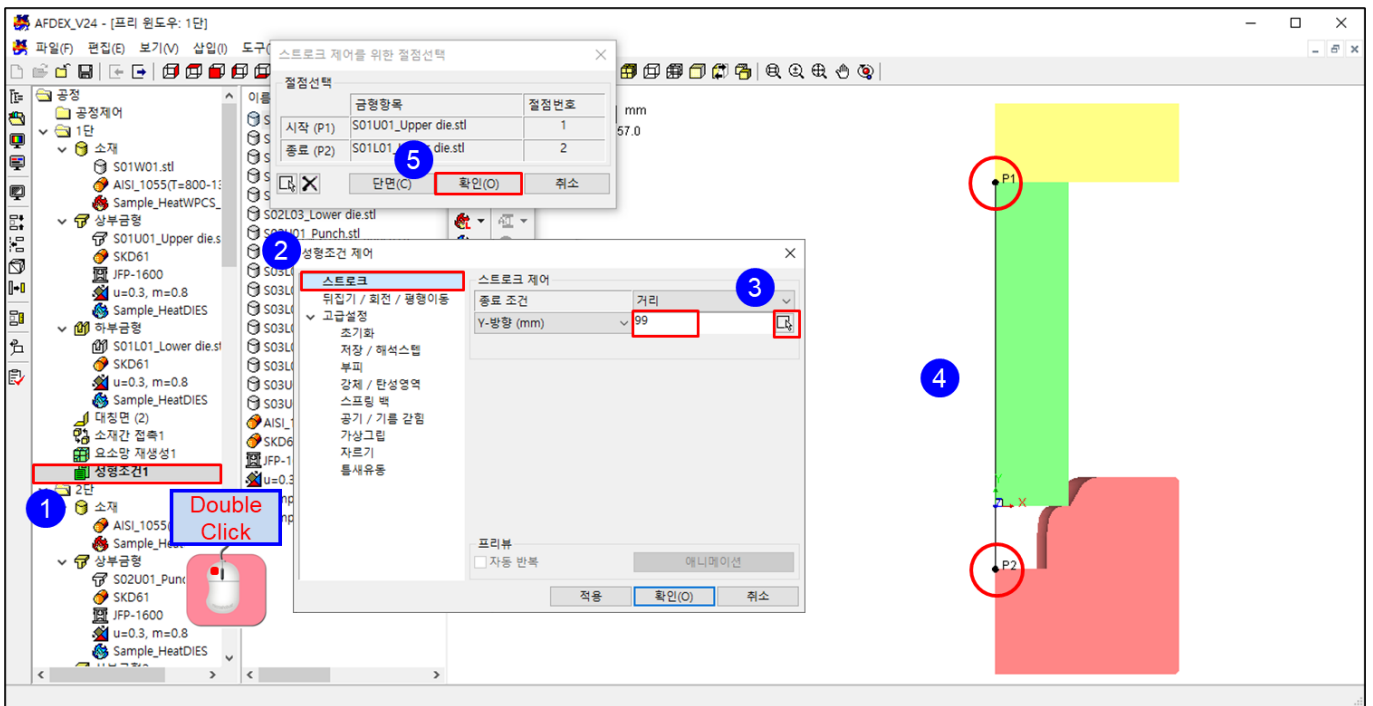 AFDEX_V24 - [프리 윈도우: 1단]
파일(F) 편집(E) 보기(V) 삽입(I) 도구(
스트로크 제어를 위한 절점선택
절점선택
금형항목 절점번호
시작 (P1) S01U01_Upper die.stl 1
종료 (P2) S01L01_ die.stl 2
5
단면(C) 확인(O) 취소
mm
57.0
공정
공정제어
1단
소재
S01W01.stl
AISI_1055(T=800-13
Sample_HeatWPCS_
상부금형
S01U01_Upper die.s
SKD61
JFP-1600
u=0.3, m=0.8
Sample_HeatDIES
하부금형
S01L01_Lower die.st
SKD61
u=0.3, m=0.8
Sample_HeatDIES
대칭면 (2)
소재간 접촉1
요소망 재생성1
성형조건1
1
2단
소재
AISI_1055(
Sample_Heat
상부금형
S02U01_Punc
SKD61
JFP-1600
u=0.3, m=0.8
Sample_HeatDIES
Double
Click
이름
S02L03_Lower die.stl
S02U01_Punch.stl
S03L
S03L
S03L
S03L
S03L
S03L
S03U
S03U
AISI_1
SKD6
JFP-1
u=0.3
2
성형조건 제어
스트로크
뒤집기 / 회전 / 평행이동
고급설정
초기화
저장 / 해석스텝
부피
강체 / 탄성영역
스프링 백
공기 / 기름 갇힘
가상그립
자르기
틈새유동
스트로크 제어
3
종료 조건 거리
Y-방향 (mm) 99
프리뷰
자동 반복 애니메이션
적용 확인(O) 취소
4
P1
Y
Z X
P2